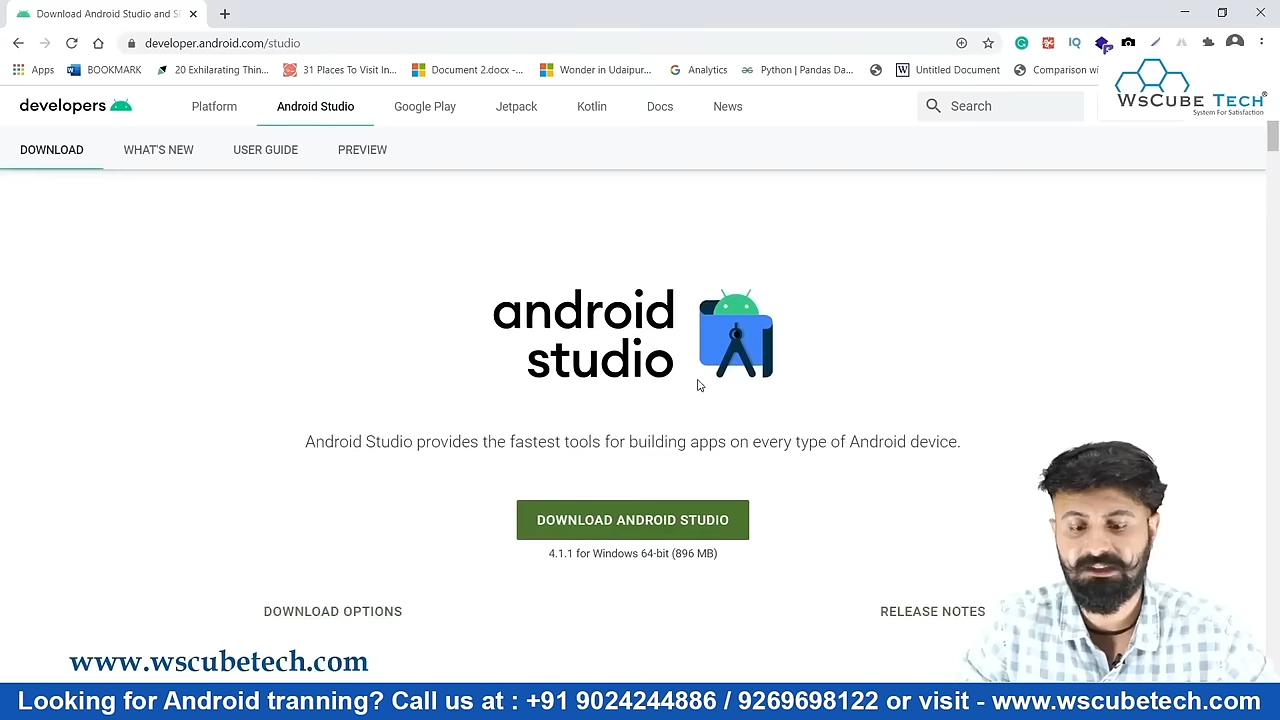 Download Android Studio and S
developer.android.com/studio
Apps BOOKMARK 20 Exhilarating Thin... 31 Places To Visit In... Document 2.docx -... Wonder in Udaipur... Analytics Python | Pandas Da... Untitled Document Comparison wi
WSCUBE TECH®
System For Satisfaction
developers Platform Android Studio Google Play Jetpack Kotlin Docs News Search
DOWNLOAD WHAT'S NEW USER GUIDE PREVIEW
android
studio
Android Studio provides the fastest tools for building apps on every type of Android device.
DOWNLOAD ANDROID STUDIO
4.1.1 for Windows 64-bit (896 MB)
DOWNLOAD OPTIONS RELEASE NOTES
www.wscubetech.com
Looking for Android tranning? Call us at : +91 9024244886 / 9269698122 or visit - www.wscubetech.com